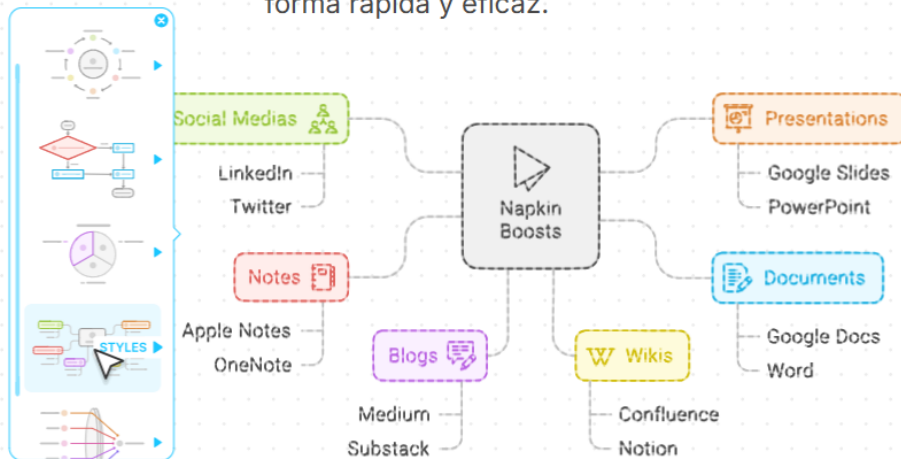 forma rápida y eficaz.
Social Medias
LinkedIn
Twitter
Notes
Apple Notes
OneNote
Blogs
Medium
Substack
Napkin
Boosts
Presentations
Google Slides
PowerPoint
Documents
Google Docs
Word
Wikis
Confluence
Notion
STYLES